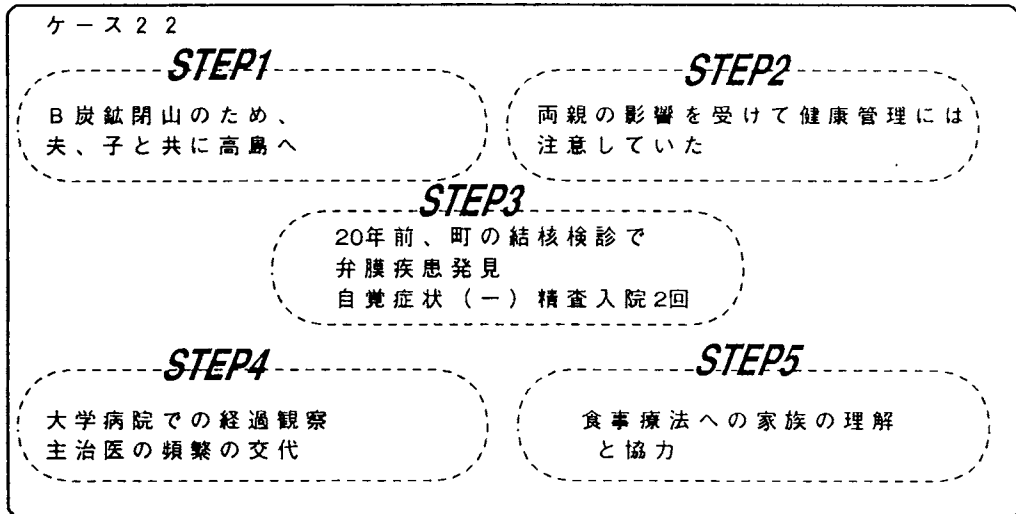 ケース22
STEP1
B炭鉱閉山のため、
夫、子と共に高島へ
STEP2
両親の影響を受けて健康管理には
注意していた
STEP3
20年前、町の結核検診で
弁膜疾患発見
自覚症状(ー)精査入院2回
STEP4
大学病院での経過観察
主治医の頻繁の交代
STEP5
食事療法への家族の理解
と協力